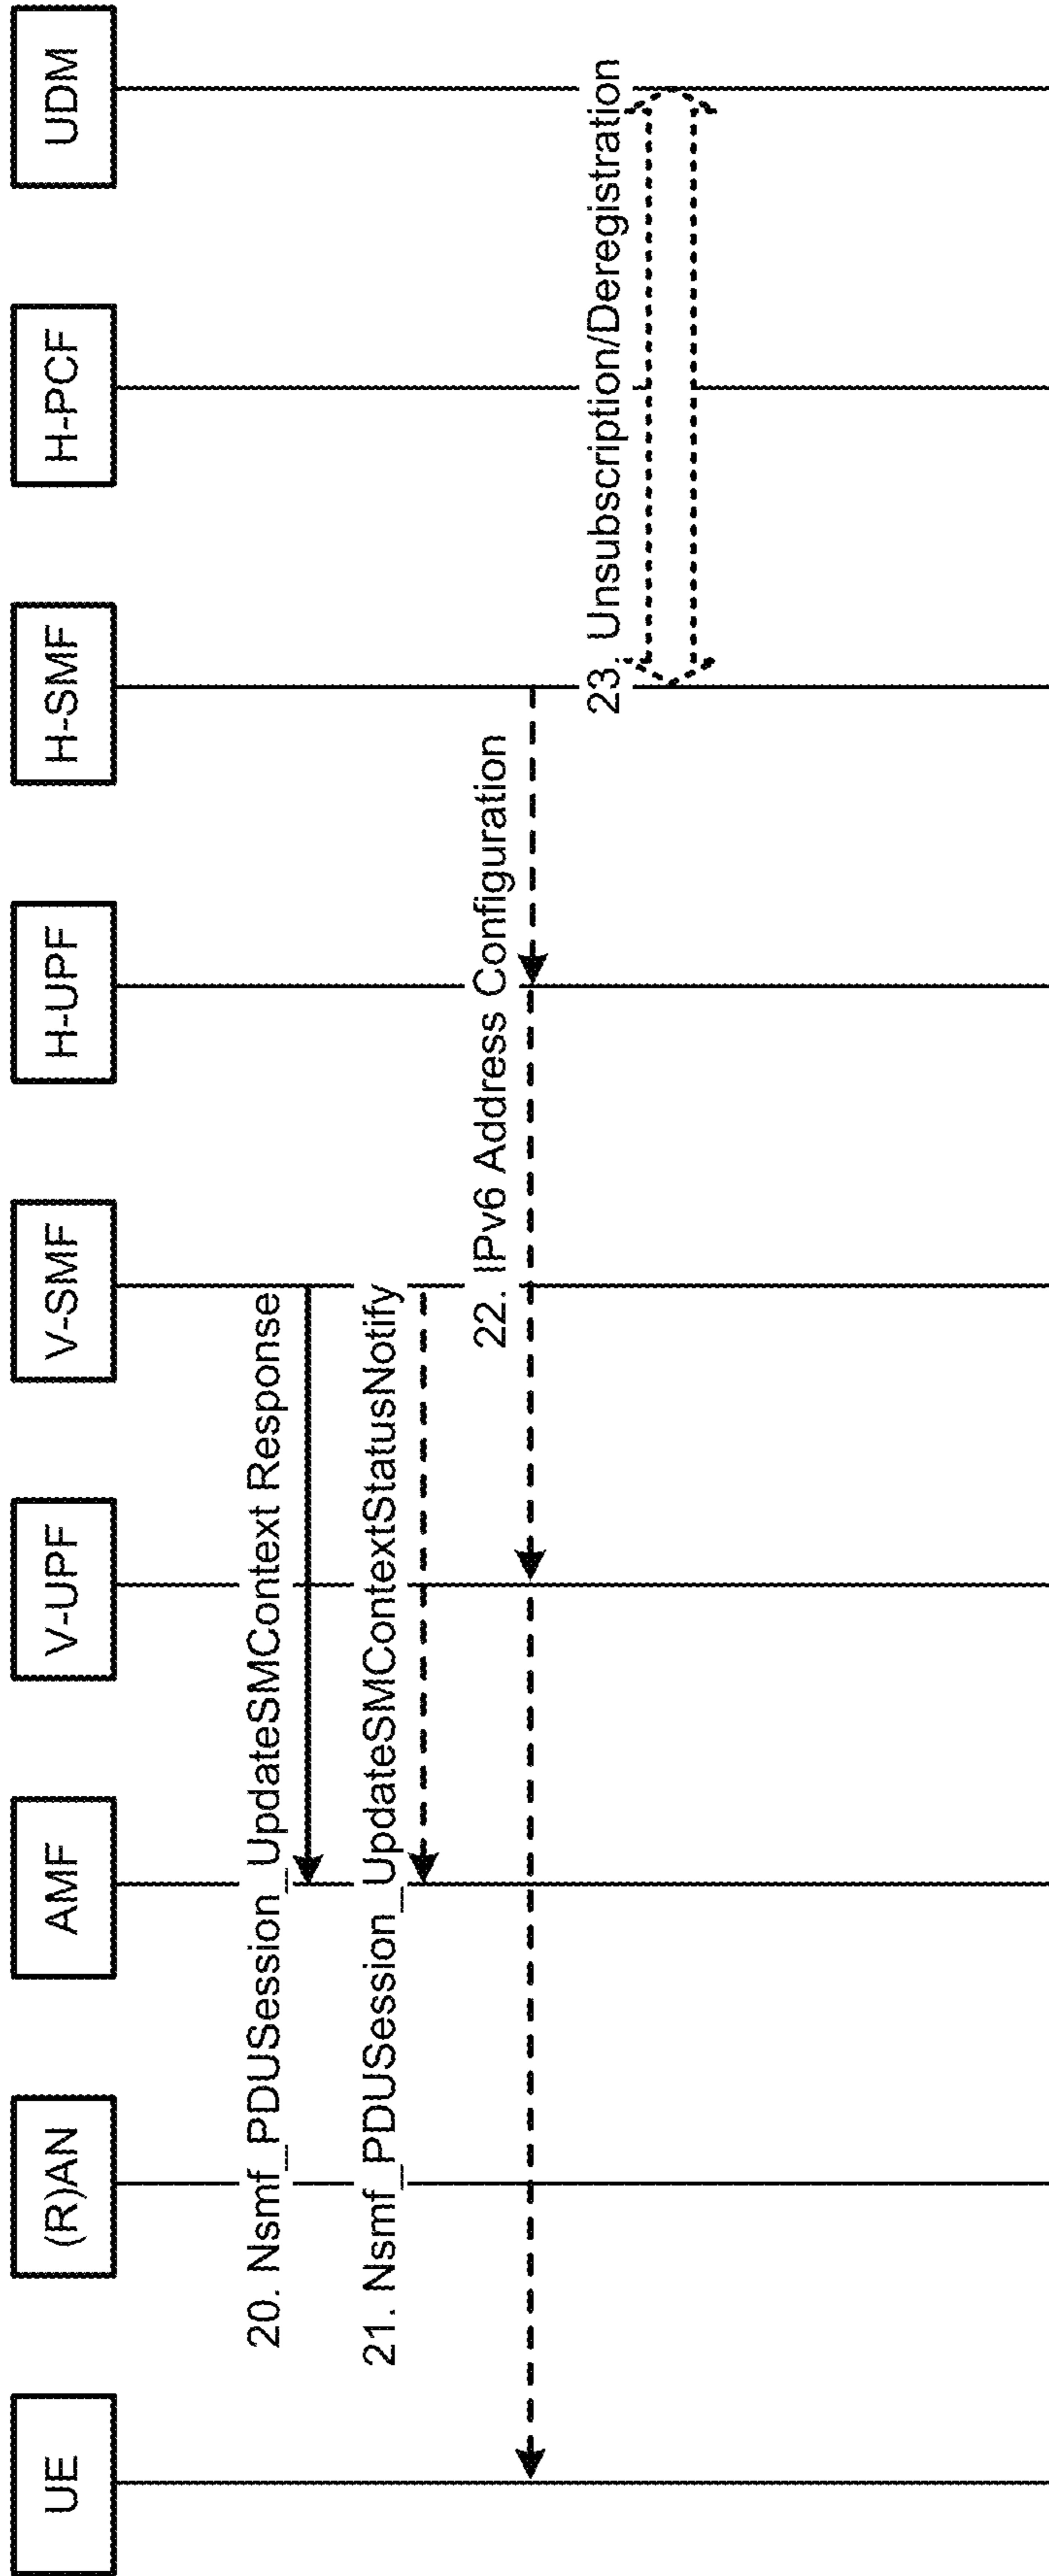 UE
(R)AN
AMF
V-UPF
V-SMF
H-UPF
H-SMF
H-PCF
UDM
20. Nsmf_PDUSession_UpdateSMContext Response
21. Nsmf_PDUSession_UpdateSMContextStatusNotify
22. IPv6 Address Configuration
23. Unsubscription/Deregistration